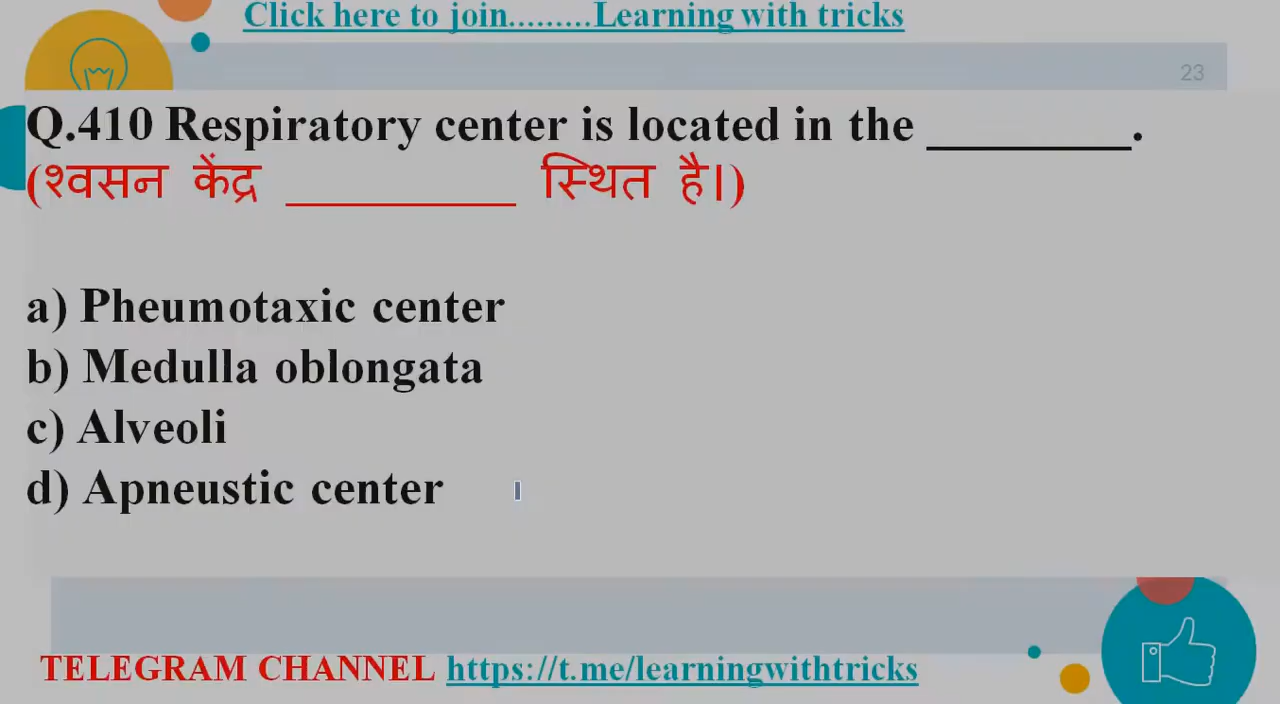 Click here to join.........Learning with tricks
23
Q.410 Respiratory center is located in the ________.
(श्वसन केंद्र _________ स्थित है।)
a) Pheumotaxic center
b) Medulla oblongata
c) Alveoli
d) Apneustic center
TELEGRAM CHANNEL https://t.me/learningwithtricks